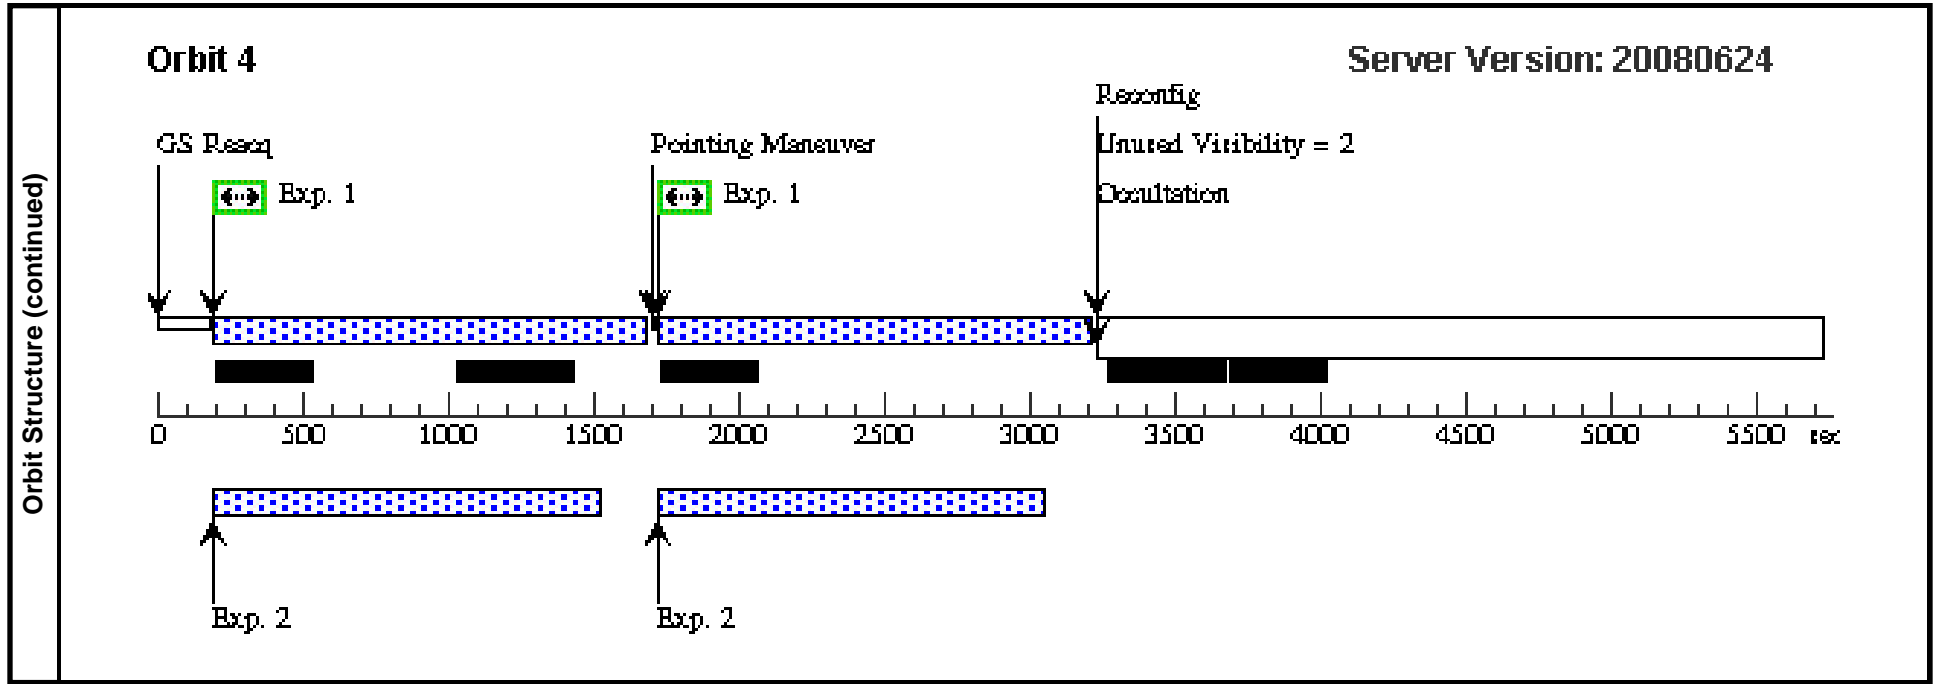 Orbit Structure (continued)
Orbit 4
Server Version: 20080624
Reconfig
GS Reacq
Pointing Maneuver
Unused Visibility = 2
Exp. 1
Exp. 1
Occultation
0 500 1000 1500 2000 2500 3000 3500 4000 4500 5000 5500 sec
Exp. 2
Exp. 2